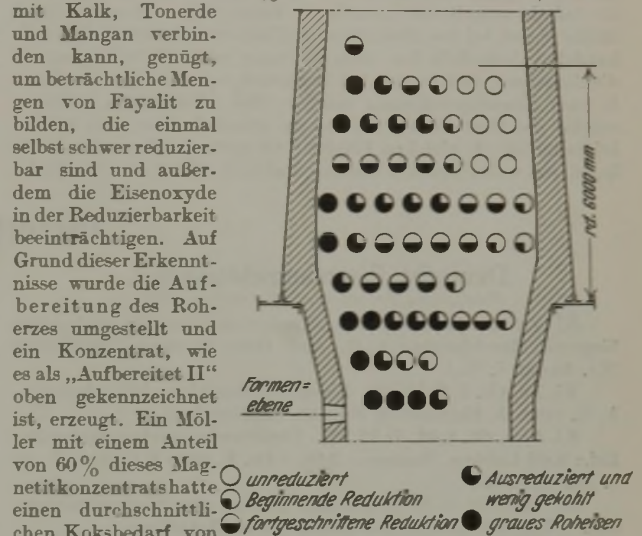 mit Kalk, Tonerde
und Mangan verbin-
den kann, genügt,
um beträchtliche Men-
gen von Fayalit zu
bilden, die einmal
selbst schwer reduzier-
bar sind und außer-
dem die Eisenoxyde
in der Reduzierbarkeit
beeinträchtigen. Auf
Grund dieser Erkennt-
nisse wurde die Auf-
bereitung des Roh-
erzes umgestellt und
ein Konzentrat, wie
es als „Aufbereitet II“
oben gekennzeichnet
ist, erzeugt. Ein Möl-
ler mit einem Anteil
von 60% dieses Mag-
netitkonzentrats hatte
einen durchschnittli-
chen Koksbedarf von
rd. 6000 mm
Formen=
ebene
unreduziert
Beginnende Reduktion
fortgeschrittene Reduktion
Ausreduziert und
wenig gekohlt
graues Roheisen